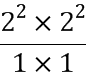 2² × 2²
1 × 1